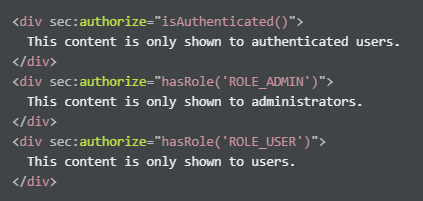 <div sec:authorize="isAuthenticated()">
  This content is only shown to authenticated users.
</div>
<div sec:authorize="hasRole('ROLE_ADMIN')">
  This content is only shown to administrators.
</div>
<div sec:authorize="hasRole('ROLE_USER')">
  This content is only shown to users.
</div>